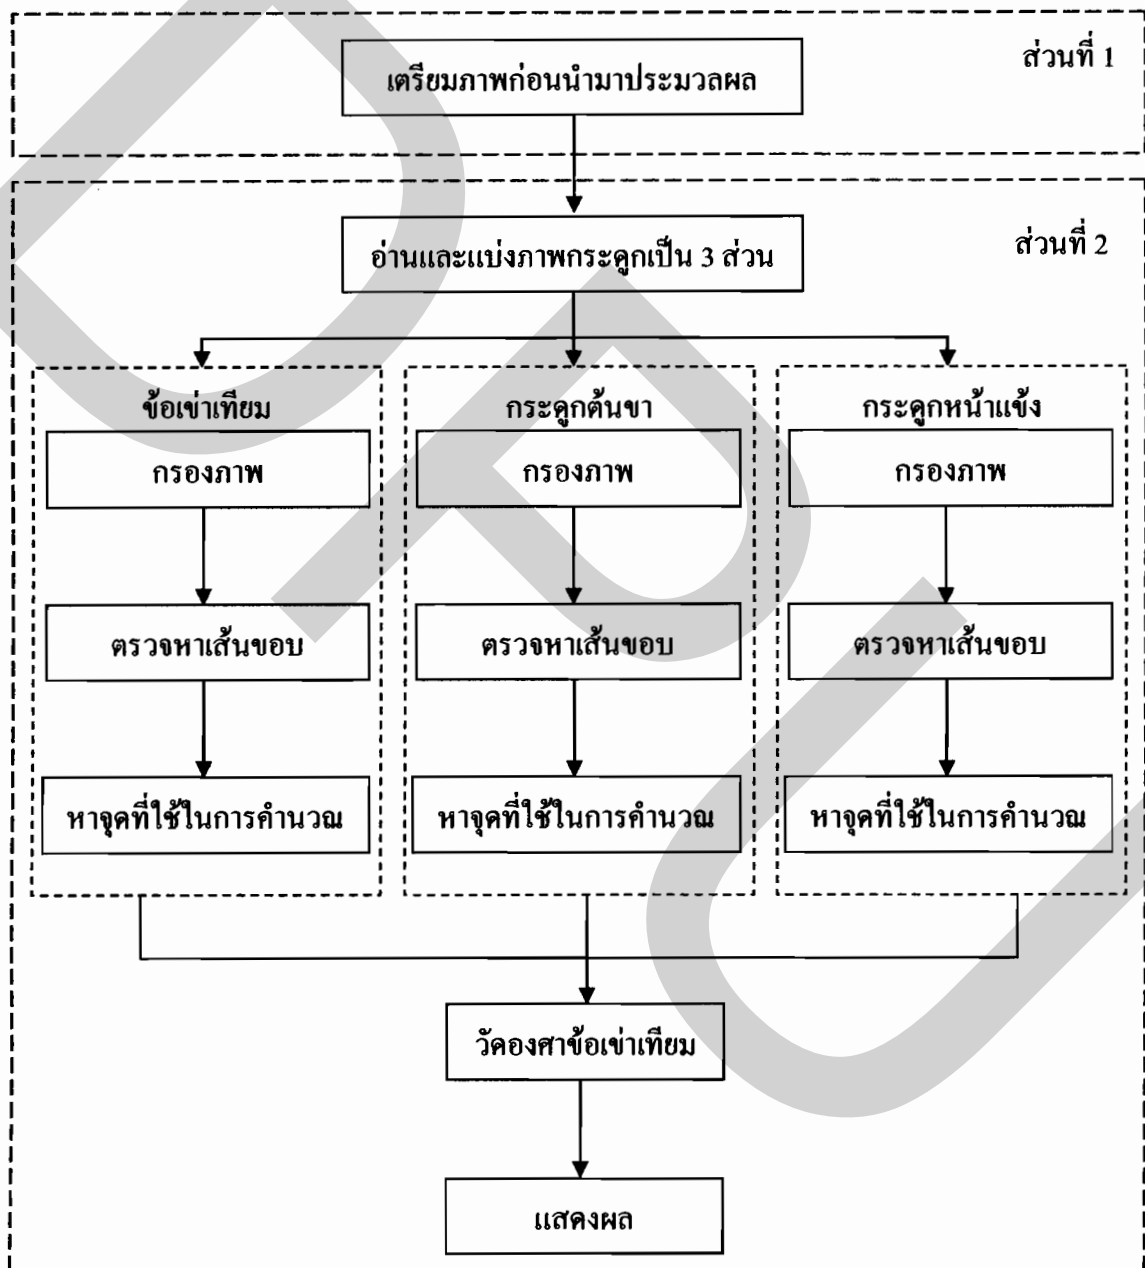 ส่วนที่ 1
เตรียมภาพก่อนนำมาประมวลผล
ส่วนที่ 2
อ่านและแบ่งภาพกระดูกเป็น 3 ส่วน
ข้อเข่าเทียม
กรองภาพ
ตรวจหาเส้นขอบ
หาจุดที่ใช้ในการคำนวณ
กระดูกต้นขา
กรองภาพ
ตรวจหาเส้นขอบ
หาจุดที่ใช้ในการคำนวณ
กระดูกหน้าแข้ง
กรองภาพ
ตรวจหาเส้นขอบ
หาจุดที่ใช้ในการคำนวณ
วัดองศาข้อเข่าเทียม
แสดงผล